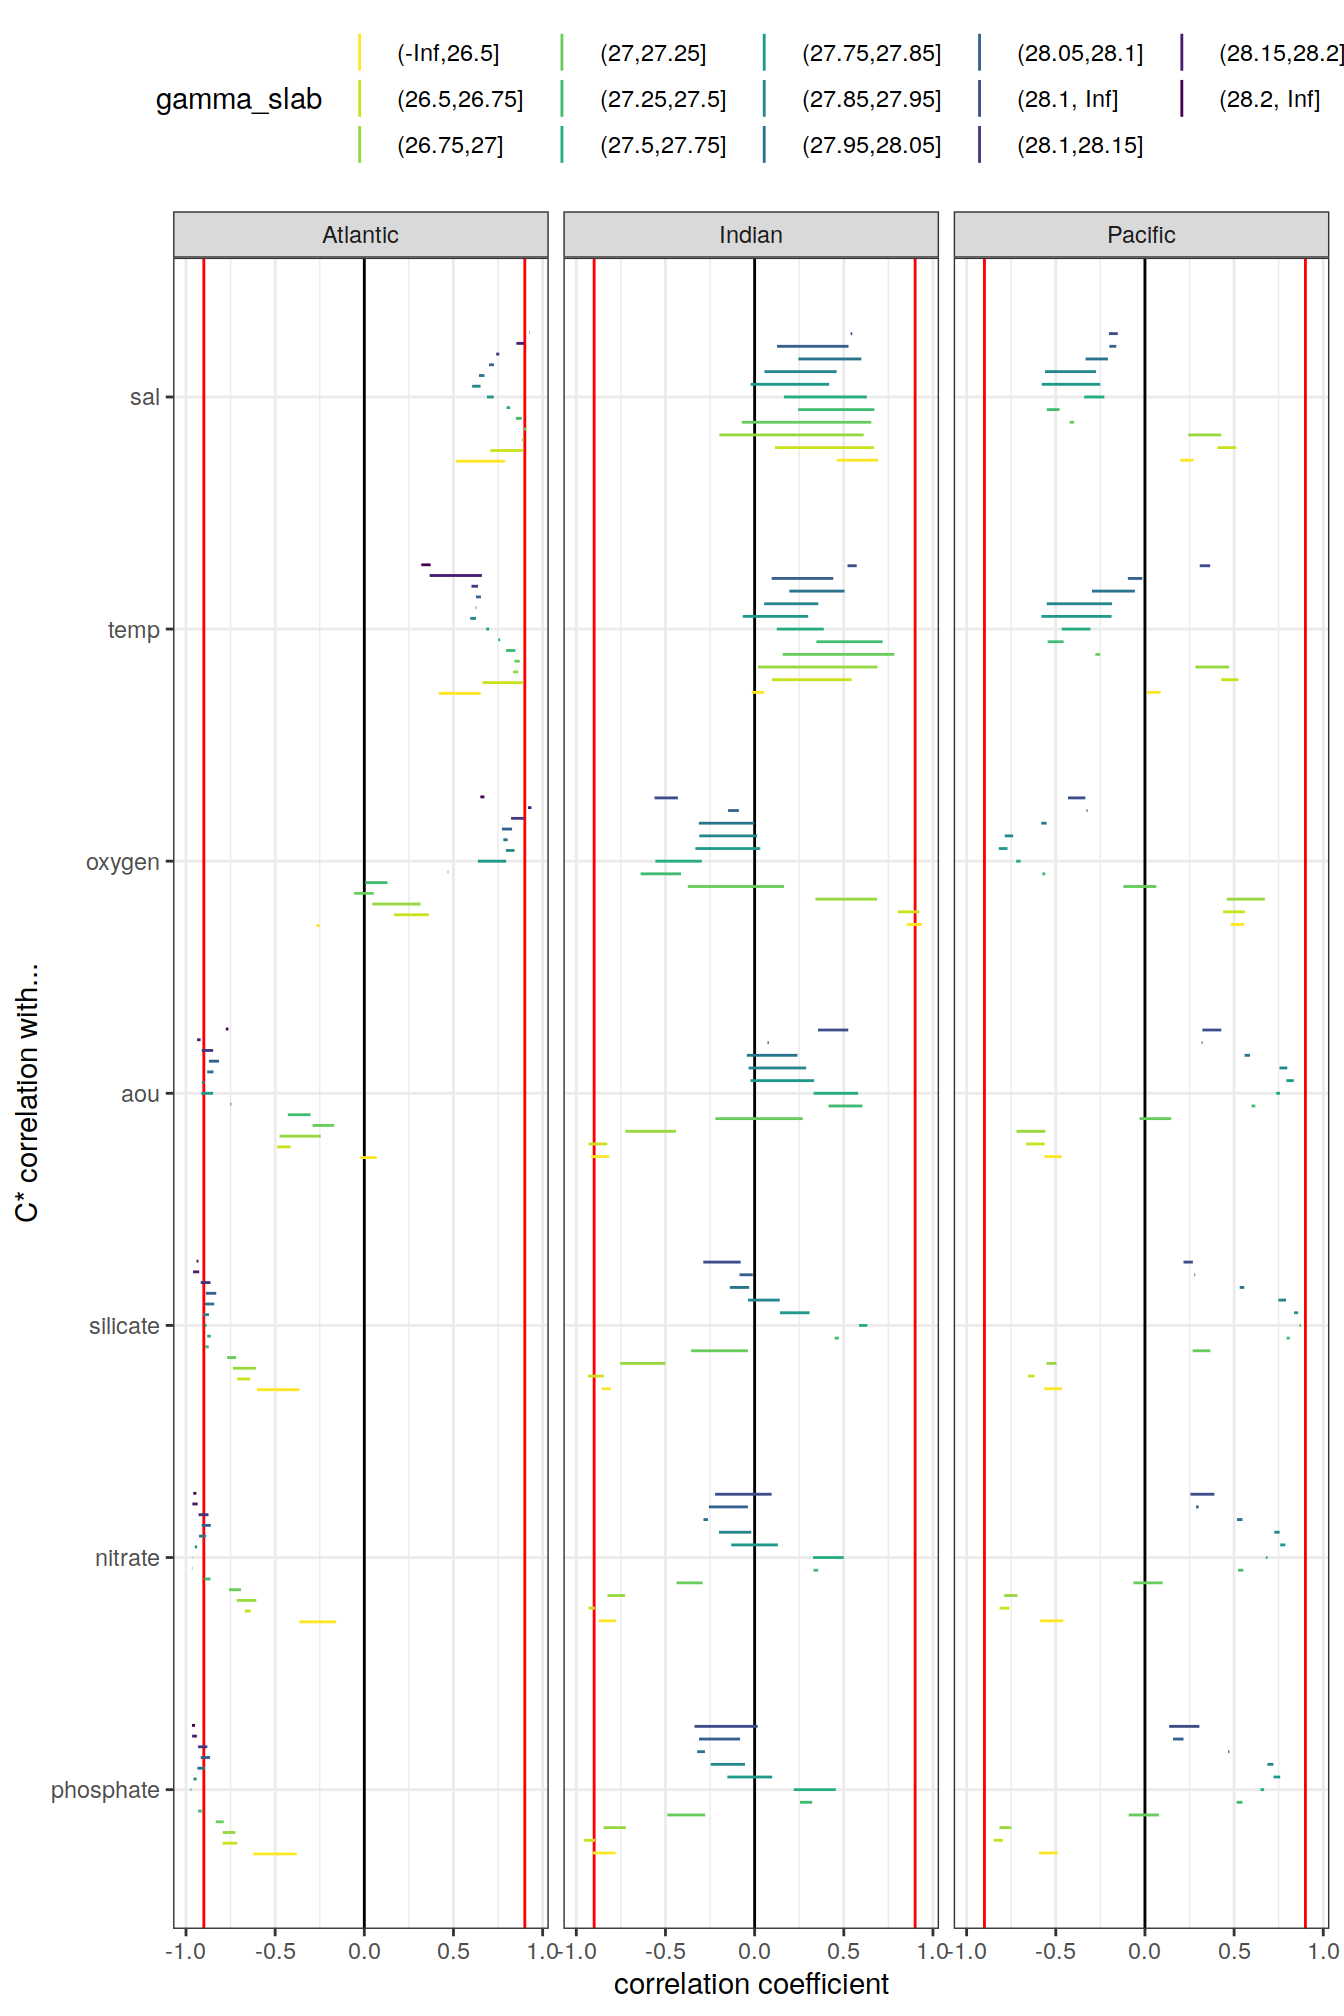 gamma_slab
(-Inf,26.5] (27,27.25] (27.75,27.85] (28.05,28.1] (28.15,28.2]
(26.5,26.75] (27.25,27.5] (27.85,27.95] (28.1, Inf] (28.2, Inf]
(26.75,27] (27.5,27.75] (27.95,28.05] (28.1,28.15]
Atlantic Indian Pacific
C* correlation with...
sal
temp
oxygen
aou
silicate
nitrate
phosphate
-1.0 -0.5 0.0 0.5 1.0 -1.0 -0.5 0.0 0.5 1.0 -1.0 -0.5 0.0 0.5 1.0
correlation coefficient